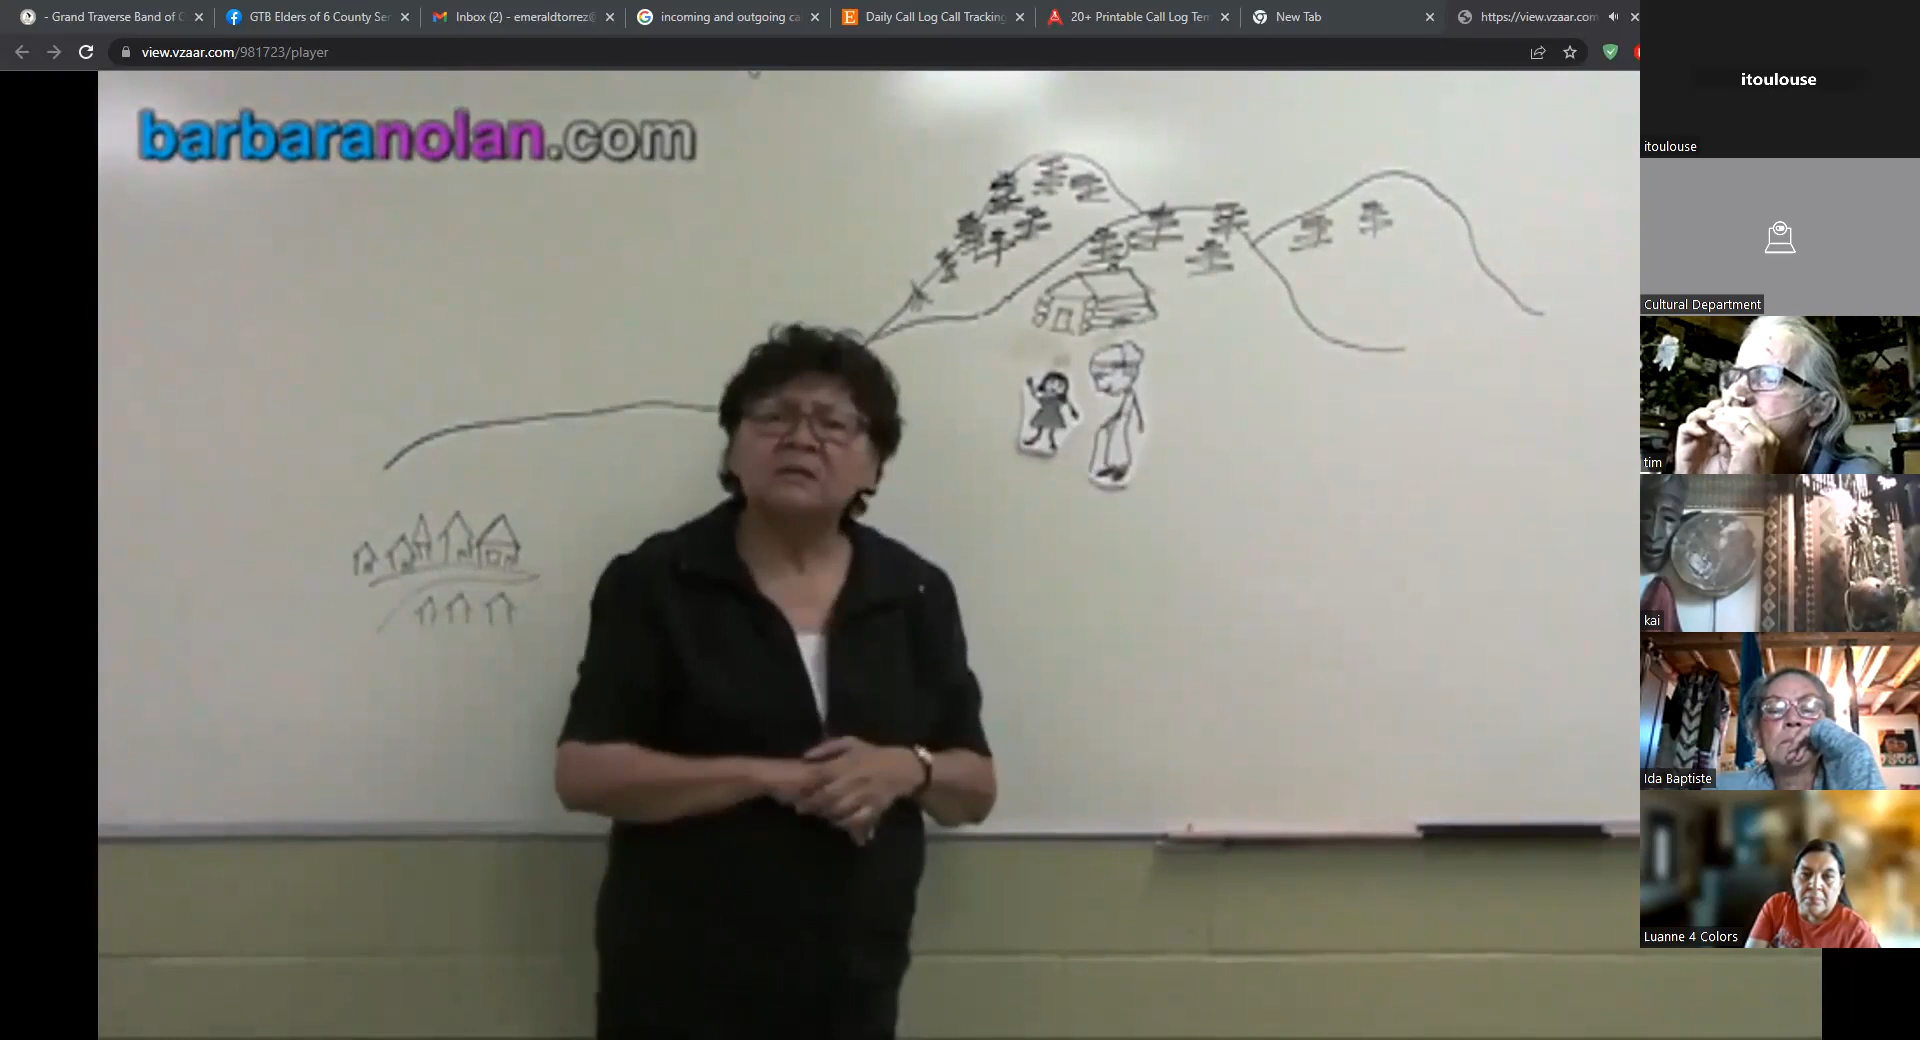 - Grand Traverse Band of O
GTB Elders of 6 County Ser
Inbox (2) - emeraldtorrez@
incoming and outgoing ca
Daily Call Log Call Tracking
20+ Printable Call Log Tem
New Tab
https://view.vzaar.com
view.vzaar.com/981723/player
barbaranolan.com
itoulouse
itoulouse
Cultural Department
tim
kai
Ida Baptiste
Luanne 4 Colors